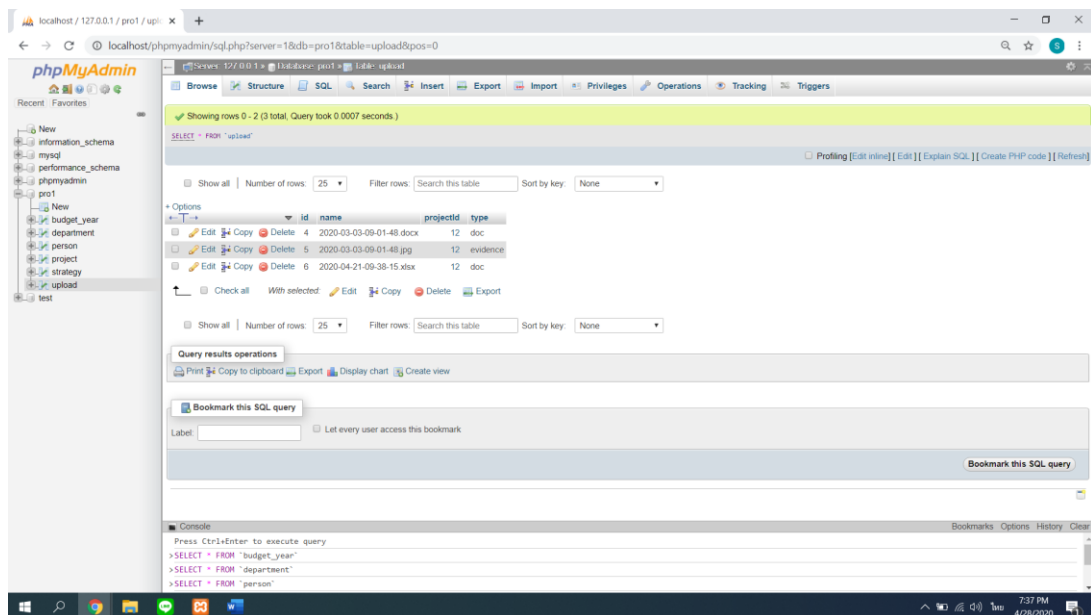 localhost / 127.0.0.1 / pro1 / uplo
localhost/phpmyadmin/sql.php?server=1&db=pro1&table=upload&pos=0
S
phpMyAdmin
Recent Favorites
New
information_schema
mysql
performance_schema
phpmyadmin
pro1
New
budget_year
department
person
project
strategy
upload
test
Server: 127.0.0.1 » Database: pro1 » Table: upload
Browse Structure SQL Search Insert Export Import Privileges Operations Tracking Triggers
Showing rows 0 - 2 (3 total, Query took 0.0007 seconds.)
SELECT * FROM `upload`
Profiling [Edit inline] [ Edit ] [ Explain SQL ] [ Create PHP code ] [ Refresh]
Show all | Number of rows: 25 Filter rows: Search this table Sort by key: None
+ Options
←T→ id name projectId type
Edit Copy Delete 4 2020-03-03-09-01-48.docx 12 doc
Edit Copy Delete 5 2020-03-03-09-01-48.jpg 12 evidence
Edit Copy Delete 6 2020-04-21-09-38-15.xlsx 12 doc
Check all With selected: Edit Copy Delete Export
Show all | Number of rows: 25 Filter rows: Search this table Sort by key: None
Query results operations
Print Copy to clipboard Export Display chart Create view
Bookmark this SQL query
Label: Let every user access this bookmark
Bookmark this SQL query
Console Bookmarks Options History Clear
Press Ctrl+Enter to execute query
>SELECT * FROM `budget_year`
>SELECT * FROM `department`
>SELECT * FROM `person`
ไทย 7:37 PM
4/28/2020